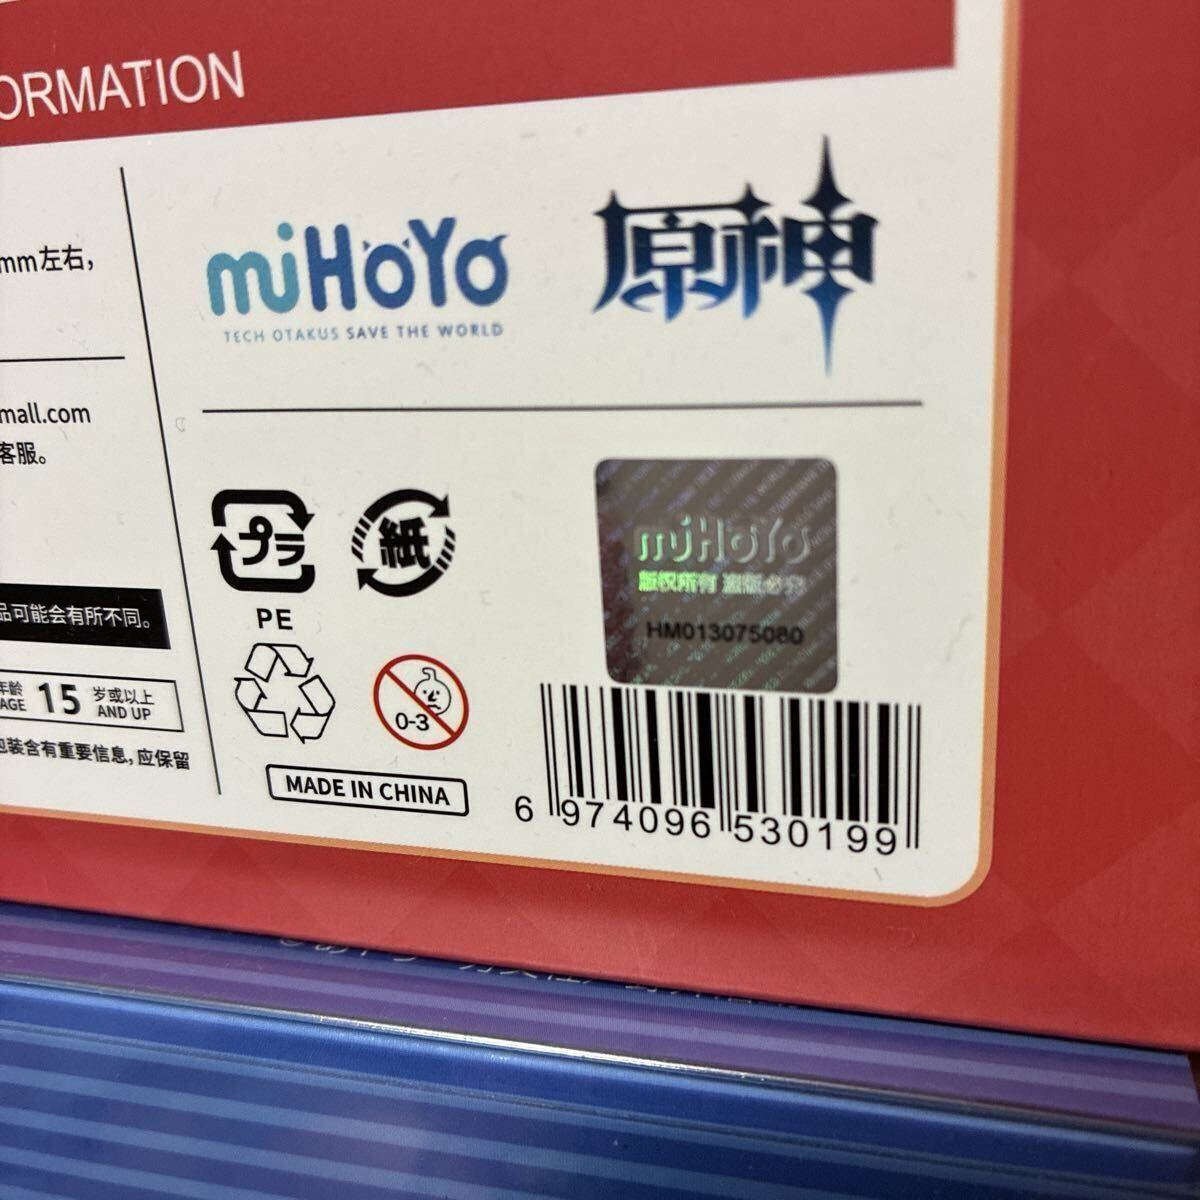 ORMATION
mm左右,
mall.com
客服。
品可能会有所不同。
年龄 AGE 15 岁或以上 AND UP
包装含有重要信息,应保留
miHoYo
TECH OTAKUS SAVE THE WORLD
原神
プラ
紙
PE
0-3
MADE IN CHINA
miHoYo
版权所有 盗版必究
HM013075080
6 974096 530199